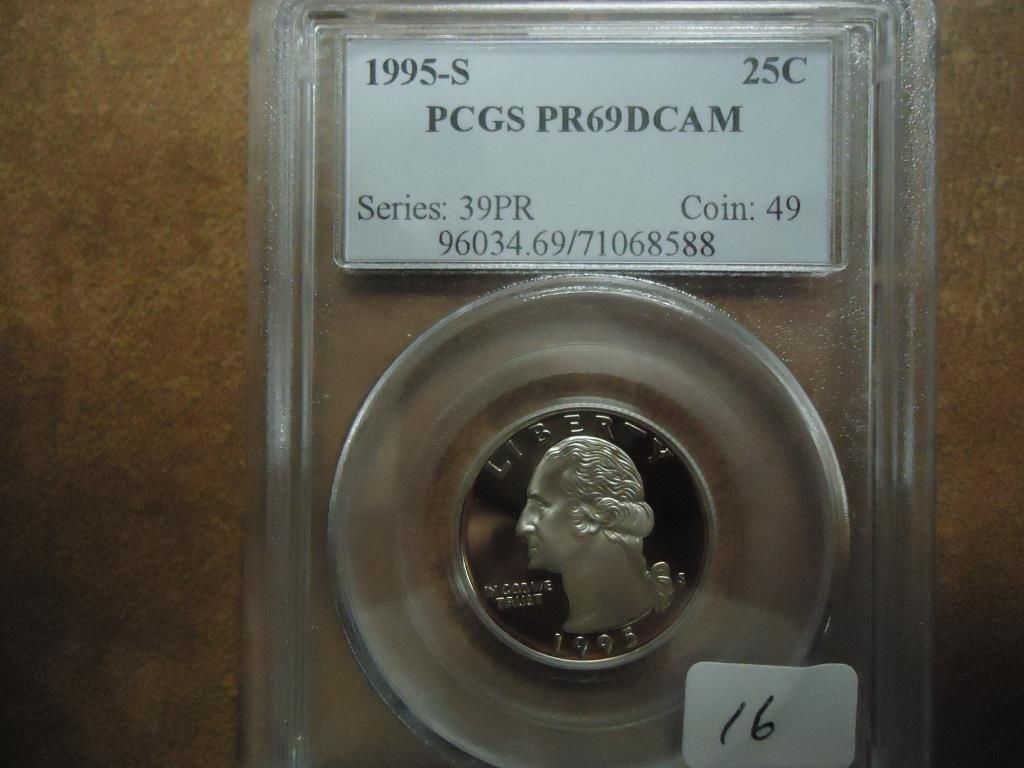 1995-S 25C
PCGS PR69DCAM
Series: 39PR Coin: 49
96034.69/71068588
LIBERTY
IN GOD WE
TRUST
S
1995
16